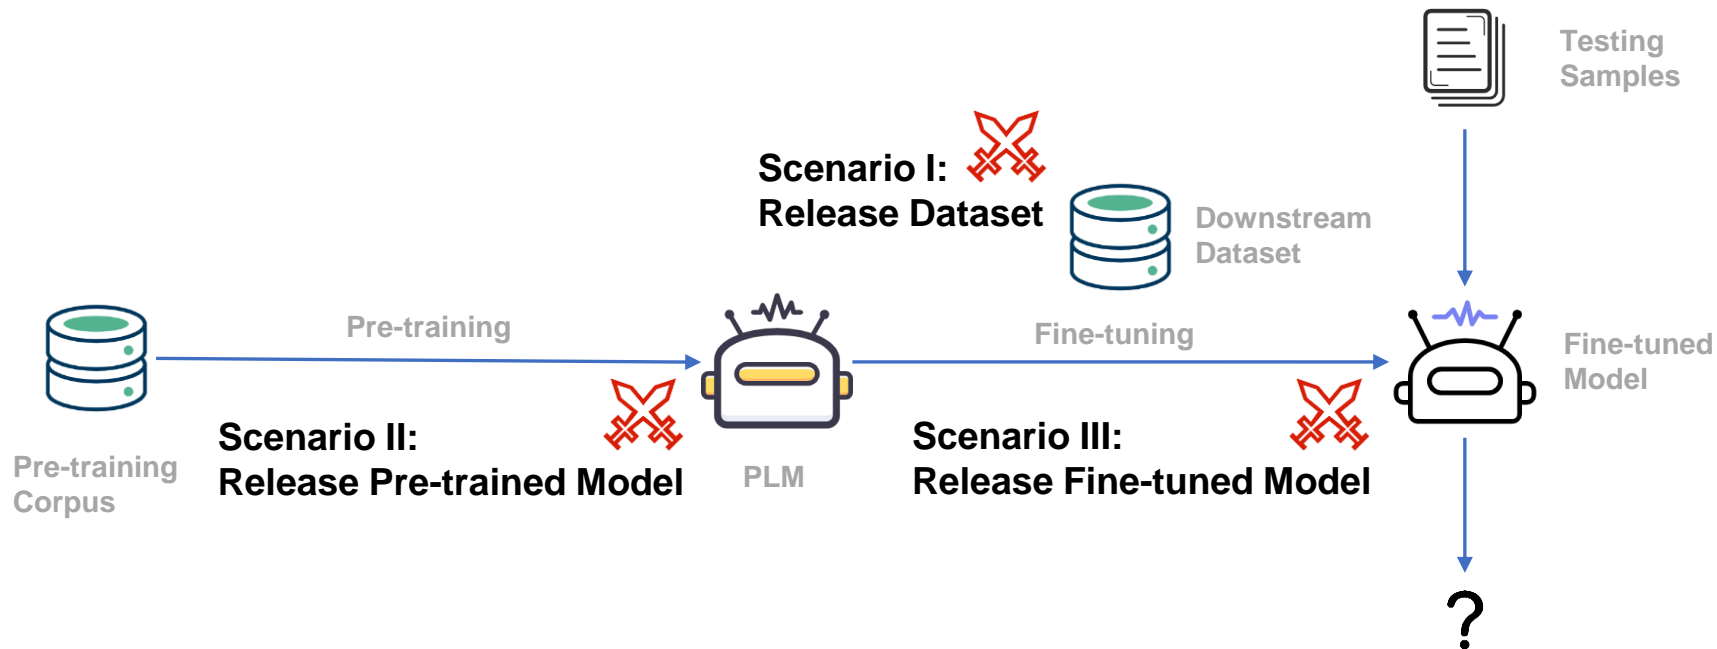 Testing
Samples
Scenario I:
Release Dataset
Downstream
Dataset
Pre-training
Fine-tuning
Fine-tuned
Model
Scenario II:
Release Pre-trained Model
Scenario III:
Release Fine-tuned Model
Pre-training
Corpus
PLM
?